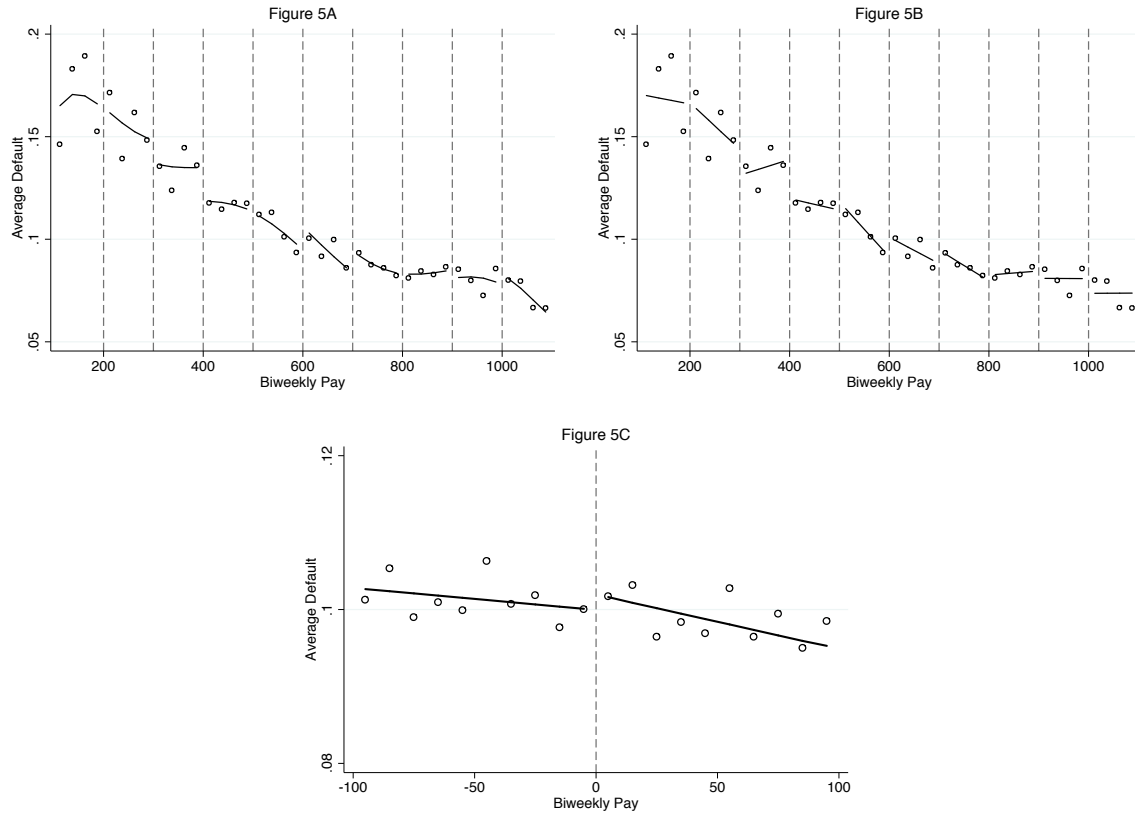 Figure 5A
.2
.15
.1
.05
Average Default
200 400 600 800 1000
Biweekly Pay
Figure 5B
.2
.15
.1
.05
Average Default
200 400 600 800 1000
Biweekly Pay
Figure 5C
.12
.1
.08
Average Default
-100 -50 0 50 100
Biweekly Pay